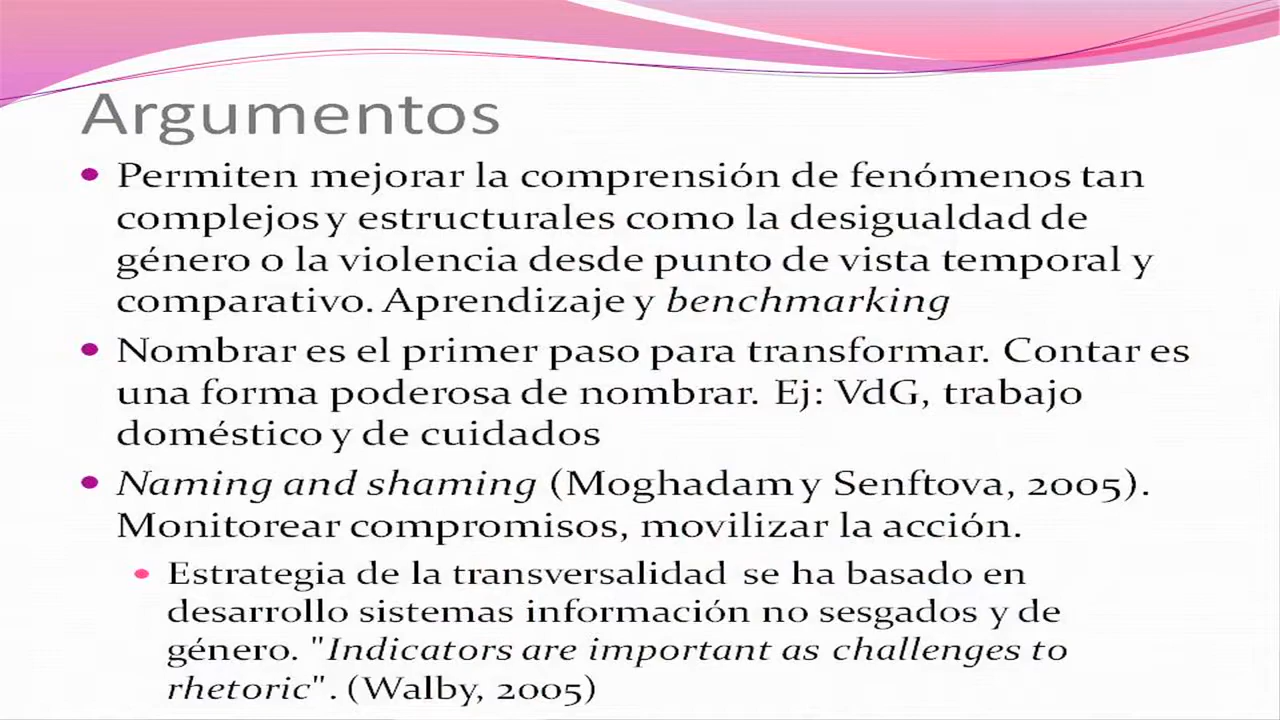 Argumentos
• Permiten mejorar la comprensión de fenómenos tan
complejos y estructurales como la desigualdad de
género o la violencia desde punto de vista temporal y
comparativo. Aprendizaje y benchmarking
• Nombrar es el primer paso para transformar. Contar es
una forma poderosa de nombrar. Ej: VdG, trabajo
doméstico y de cuidados
• Naming and shaming (Moghadam y Senftova, 2005).
Monitorear compromisos, movilizar la acción.
• Estrategia de la transversalidad se ha basado en
desarrollo sistemas información no sesgados y de
género. "Indicators are important as challenges to
rhetoric". (Walby, 2005)